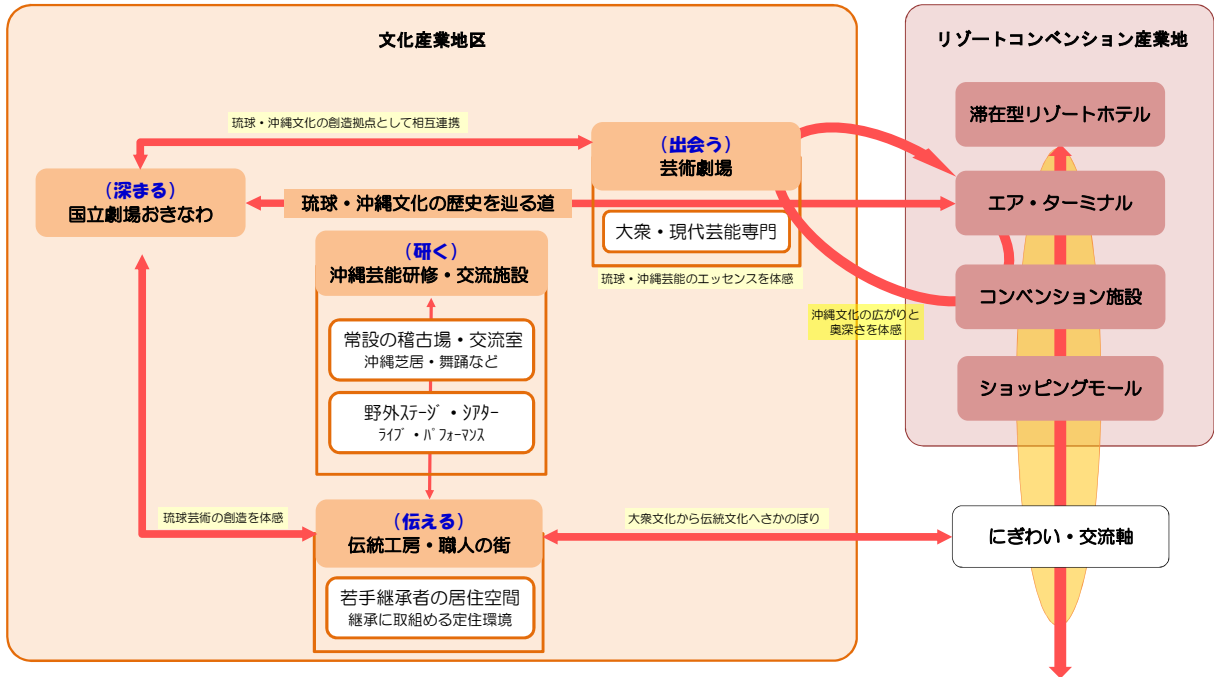 文化産業地区
リゾートコンベンション産業地
琉球・沖縄文化の創造拠点として相互連携
(出会う)
芸術劇場
大衆・現代芸能専門
琉球・沖縄芸能のエッセンスを体感
(深まる)
国立劇場おきなわ
琉球・沖縄文化の歴史を辿る道
(研く)
沖縄芸能研修・交流施設
常設の稽古場・交流室
沖縄芝居・舞踊など
野外ｽﾃｰｼﾞ・ｼｱﾀｰ
ﾗｲﾌﾞ・ﾊﾟﾌｫｰﾏﾝｽ
琉球芸術の創造を体感
(伝える)
伝統工房・職人の街
若手継承者の居住空間
継承に取組める定住環境
大衆文化から伝統文化へさかのぼり
沖縄文化の広がりと
奥深さを体感
滞在型リゾートホテル
エア・ターミナル
コンベンション施設
ショッピングモール
にぎわい・交流軸